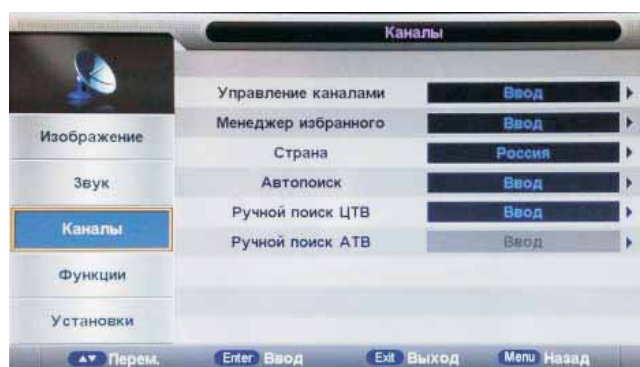 Каналы
Управление каналами Ввод
Менеджер избранного Ввод
Страна Россия
Автопоиск Ввод
Ручной поиск ЦТВ Ввод
Ручной поиск АТВ Ввод
Изображение
Звук
Каналы
Функции
Установки
Перем. Enter Ввод Exit Выход Menu Назад